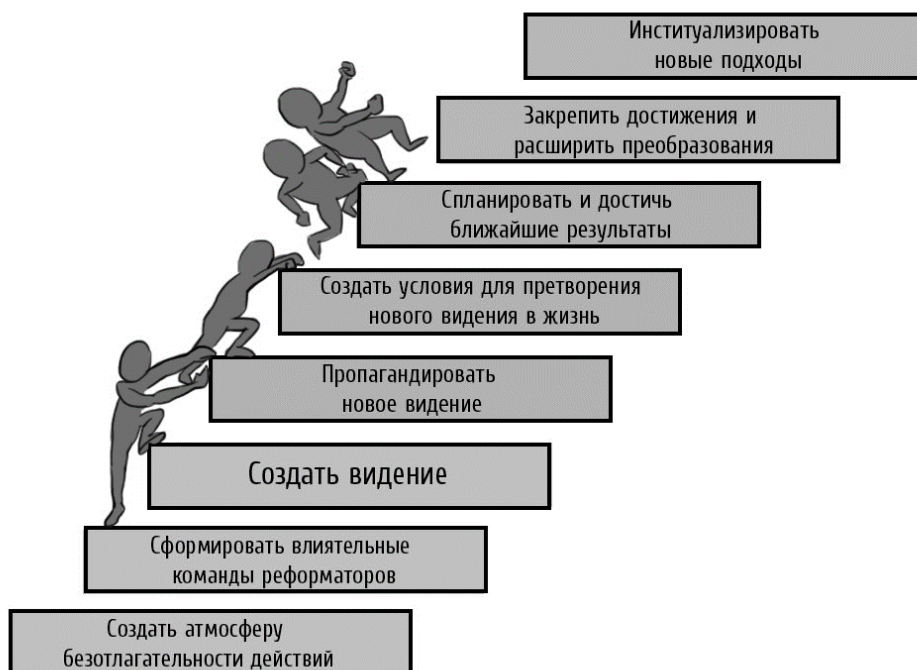 Институализировать
новые подходы
Закрепить достижения и
расширить преобразования
Спланировать и достичь
ближайшие результаты
Создать условия для претворения
нового видения в жизнь
Пропагандировать
новое видение
Создать видение
Сформировать влиятельные
команды реформаторов
Создать атмосферу
безотлагательности действий